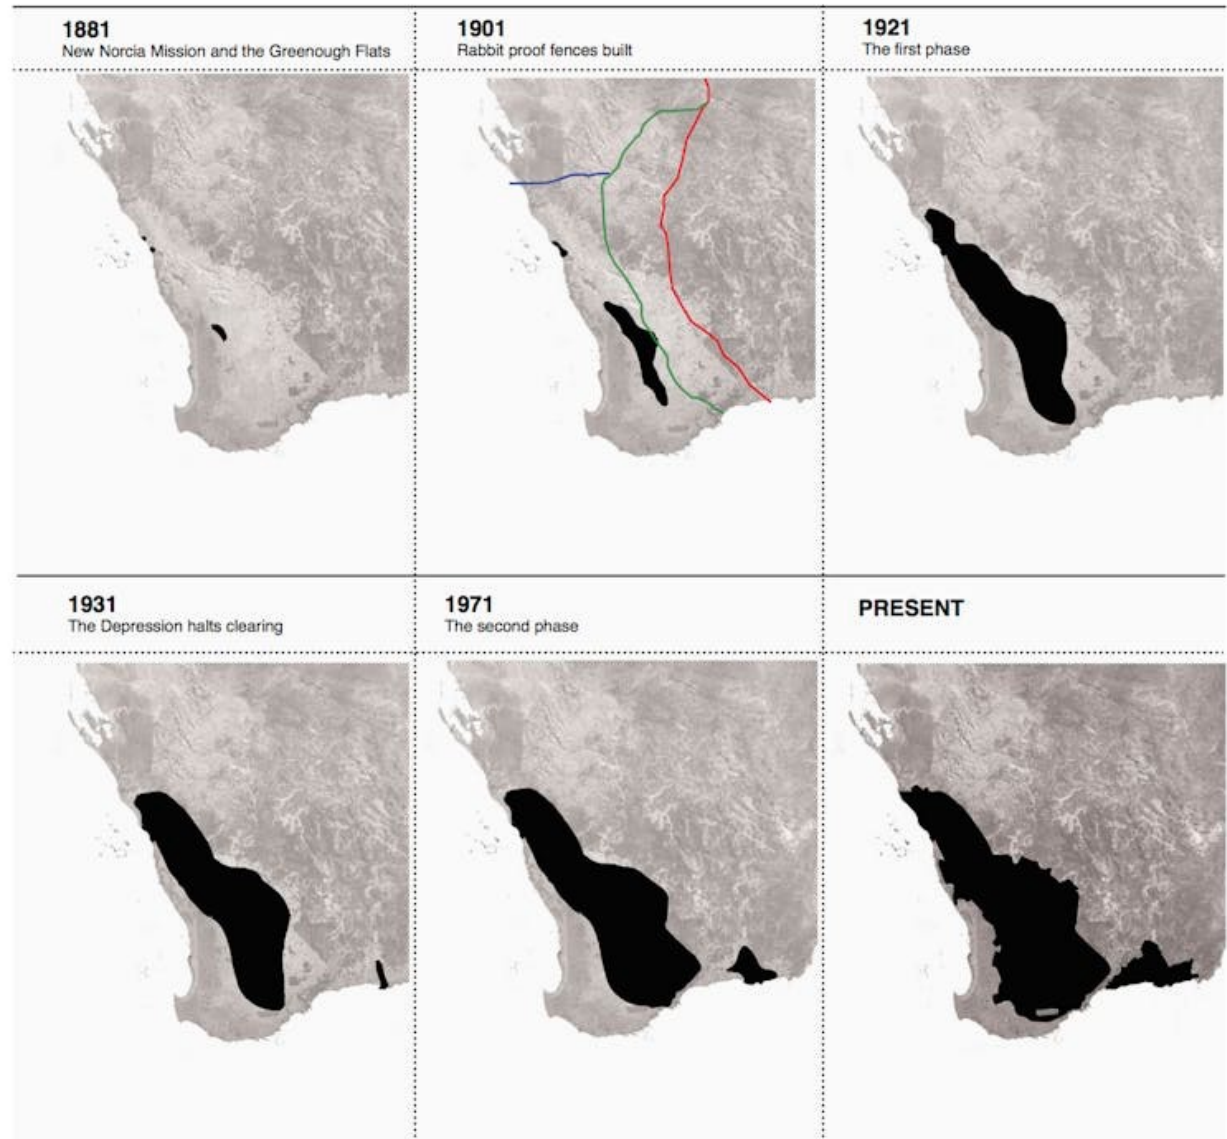 1881
New Norcia Mission and the Greenough Flats
1901
Rabbit proof fences built
1921
The first phase
1931
The Depression halts clearing
1971
The second phase
PRESENT